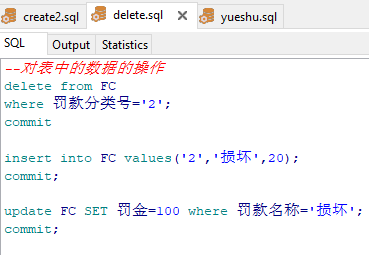 create2.sql delete.sql yueshu.sql
SQL Output Statistics
--对表中的数据的操作
delete from FC
where 罚款分类号='2';
commit
insert into FC values('2','损坏',20);
commit;
update FC SET 罚金=100 where 罚款名称='损坏';
commit;